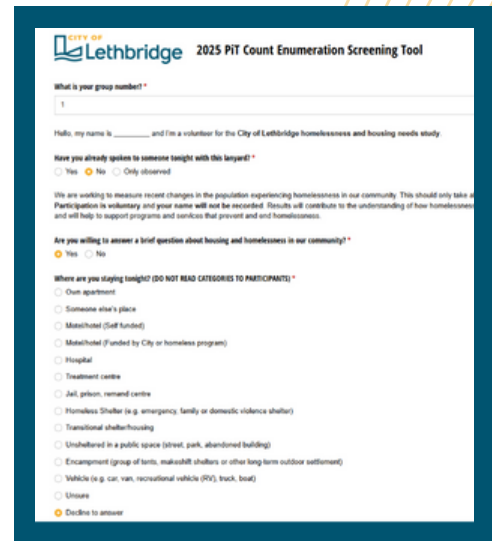 CITY OF
Lethbridge
2025 PiT Count Enumeration Screening Tool
What is your group number? *
1
Hello, my name is ________, and I'm a volunteer for the City of Lethbridge homelessness and housing needs study.
Have you already spoken to someone tonight with this lanyard? *
Yes No Only observed
We are working to measure recent changes in the population experiencing homelessness in our community. This should only take a
Participation is voluntary and your name will not be recorded. Results will contribute to the understanding of how homelessness
and will help to support programs and services that prevent and end homelessness.
Are you willing to answer a brief question about housing and homelessness in our community? *
Yes No
Where are you staying tonight? (DO NOT READ CATEGORIES TO PARTICIPANTS) *
Own apartment
Someone else's place
Motel/hotel (Self funded)
Motel/hotel (Funded by City or homeless program)
Hospital
Treatment centre
Jail, prison, remand centre
Homeless Shelter (e.g. emergency, family or domestic violence shelter)
Transitional shelter/housing
Unsheltered in a public space (street, park, abandoned building)
Encampment (group of tents, makeshift shelters or other long-term outdoor settlement)
Vehicle (e.g. car, van, recreational vehicle (RV), truck, boat)
Unsure
Decline to answer